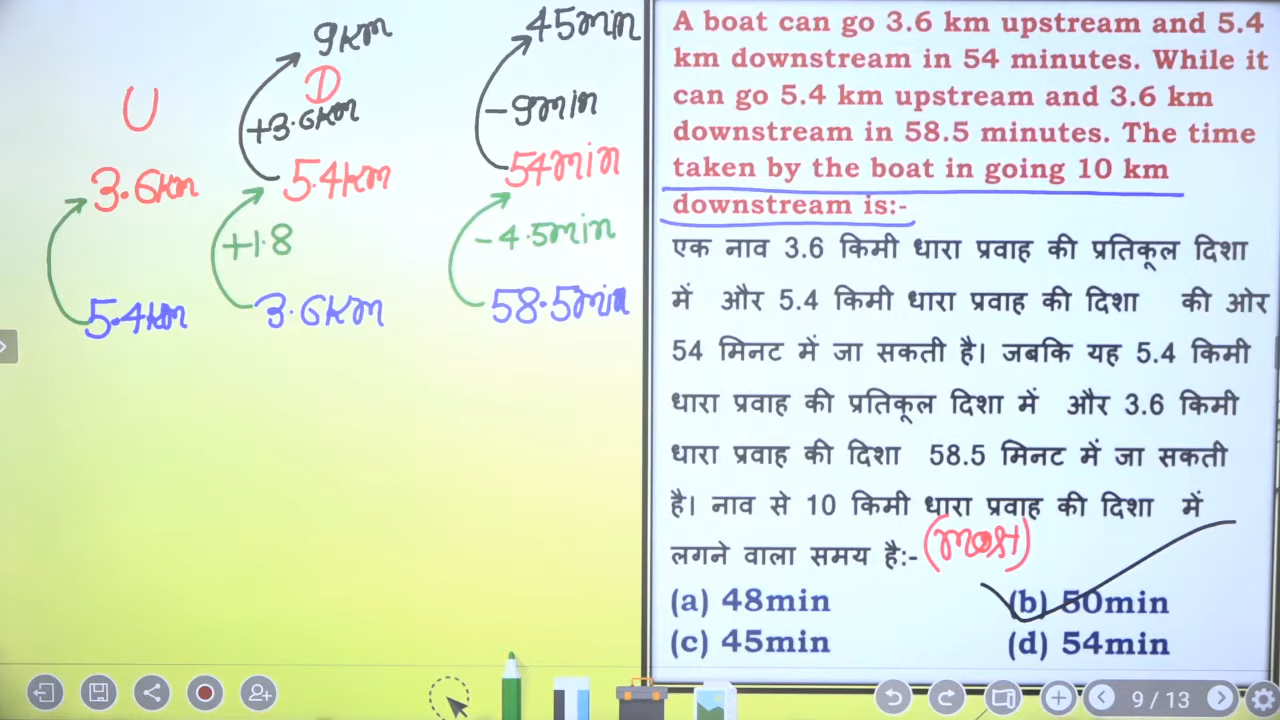 9km
45min
U
D
+3.6km
-9min
3.6km
5.4km
54min
+1.8
-4.5min
5.4km
3.6km
58.5min
A boat can go 3.6 km upstream and 5.4
km downstream in 54 minutes. While it
can go 5.4 km upstream and 3.6 km
downstream in 58.5 minutes. The time
taken by the boat in going 10 km
downstream is:-
एक नाव 3.6 किमी धारा प्रवाह की प्रतिकूल दिशा
में और 5.4 किमी धारा प्रवाह की दिशा की ओर
54 मिनट में जा सकती है। जबकि यह 5.4 किमी
धारा प्रवाह की प्रतिकूल दिशा में और 3.6 किमी
धारा प्रवाह की दिशा 58.5 मिनट में जा सकती
है। नाव से 10 किमी धारा प्रवाह की दिशा में
लगने वाला समय है:- (most)
(a) 48min (b) 50min
(c) 45min (d) 54min
9 / 13